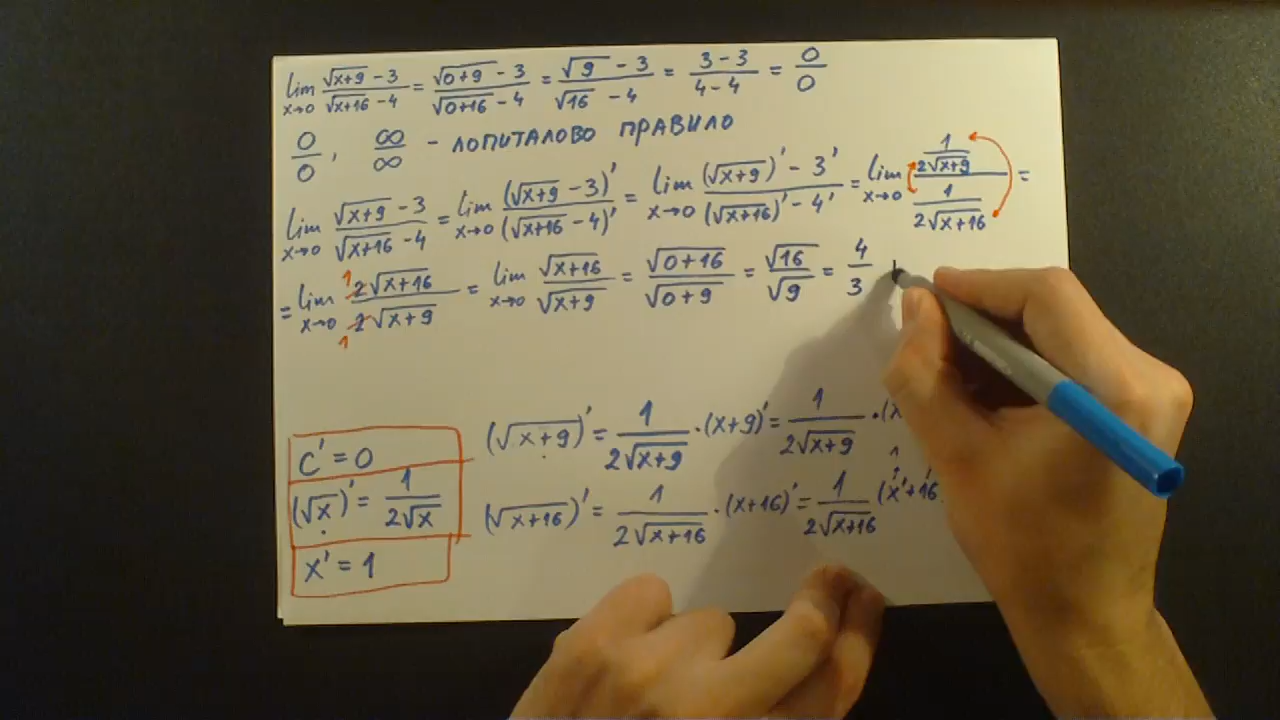 lim x→0 (√(x+9) - 3)/(√(x+16) - 4) = (√(0+9) - 3)/(√(0+16) - 4) = (√9 - 3)/(√16 - 4) = (3-3)/(4-4) = 0/0
0/0, ∞/∞ - ЛОПИТАЛОВО ПРАВИЛО
lim x→0 (√(x+9) - 3)/(√(x+16) - 4) = lim x→0 (√(x+9) - 3)'/(√(x+16) - 4)' = lim x→0 ((√(x+9))' - 3')/((√(x+16))' - 4') = lim x→0 (1/(2√(x+9)))/(1/(2√(x+16))) =
= lim x→0 (2√(x+16))/(2√(x+9)) = lim x→0 √(x+16)/√(x+9) = √(0+16)/√(0+9) = √16/√9 = 4/3
1
1
(√(x+9))' = 1/(2√(x+9)) · (x+9)' = 1/(2√(x+9)) ·
(√(x+16))' = 1/(2√(x+16)) · (x+16)' = 1/(2√(x+16)) (x'+16
C' = 0
(√x)' = 1/(2√x)
x' = 1